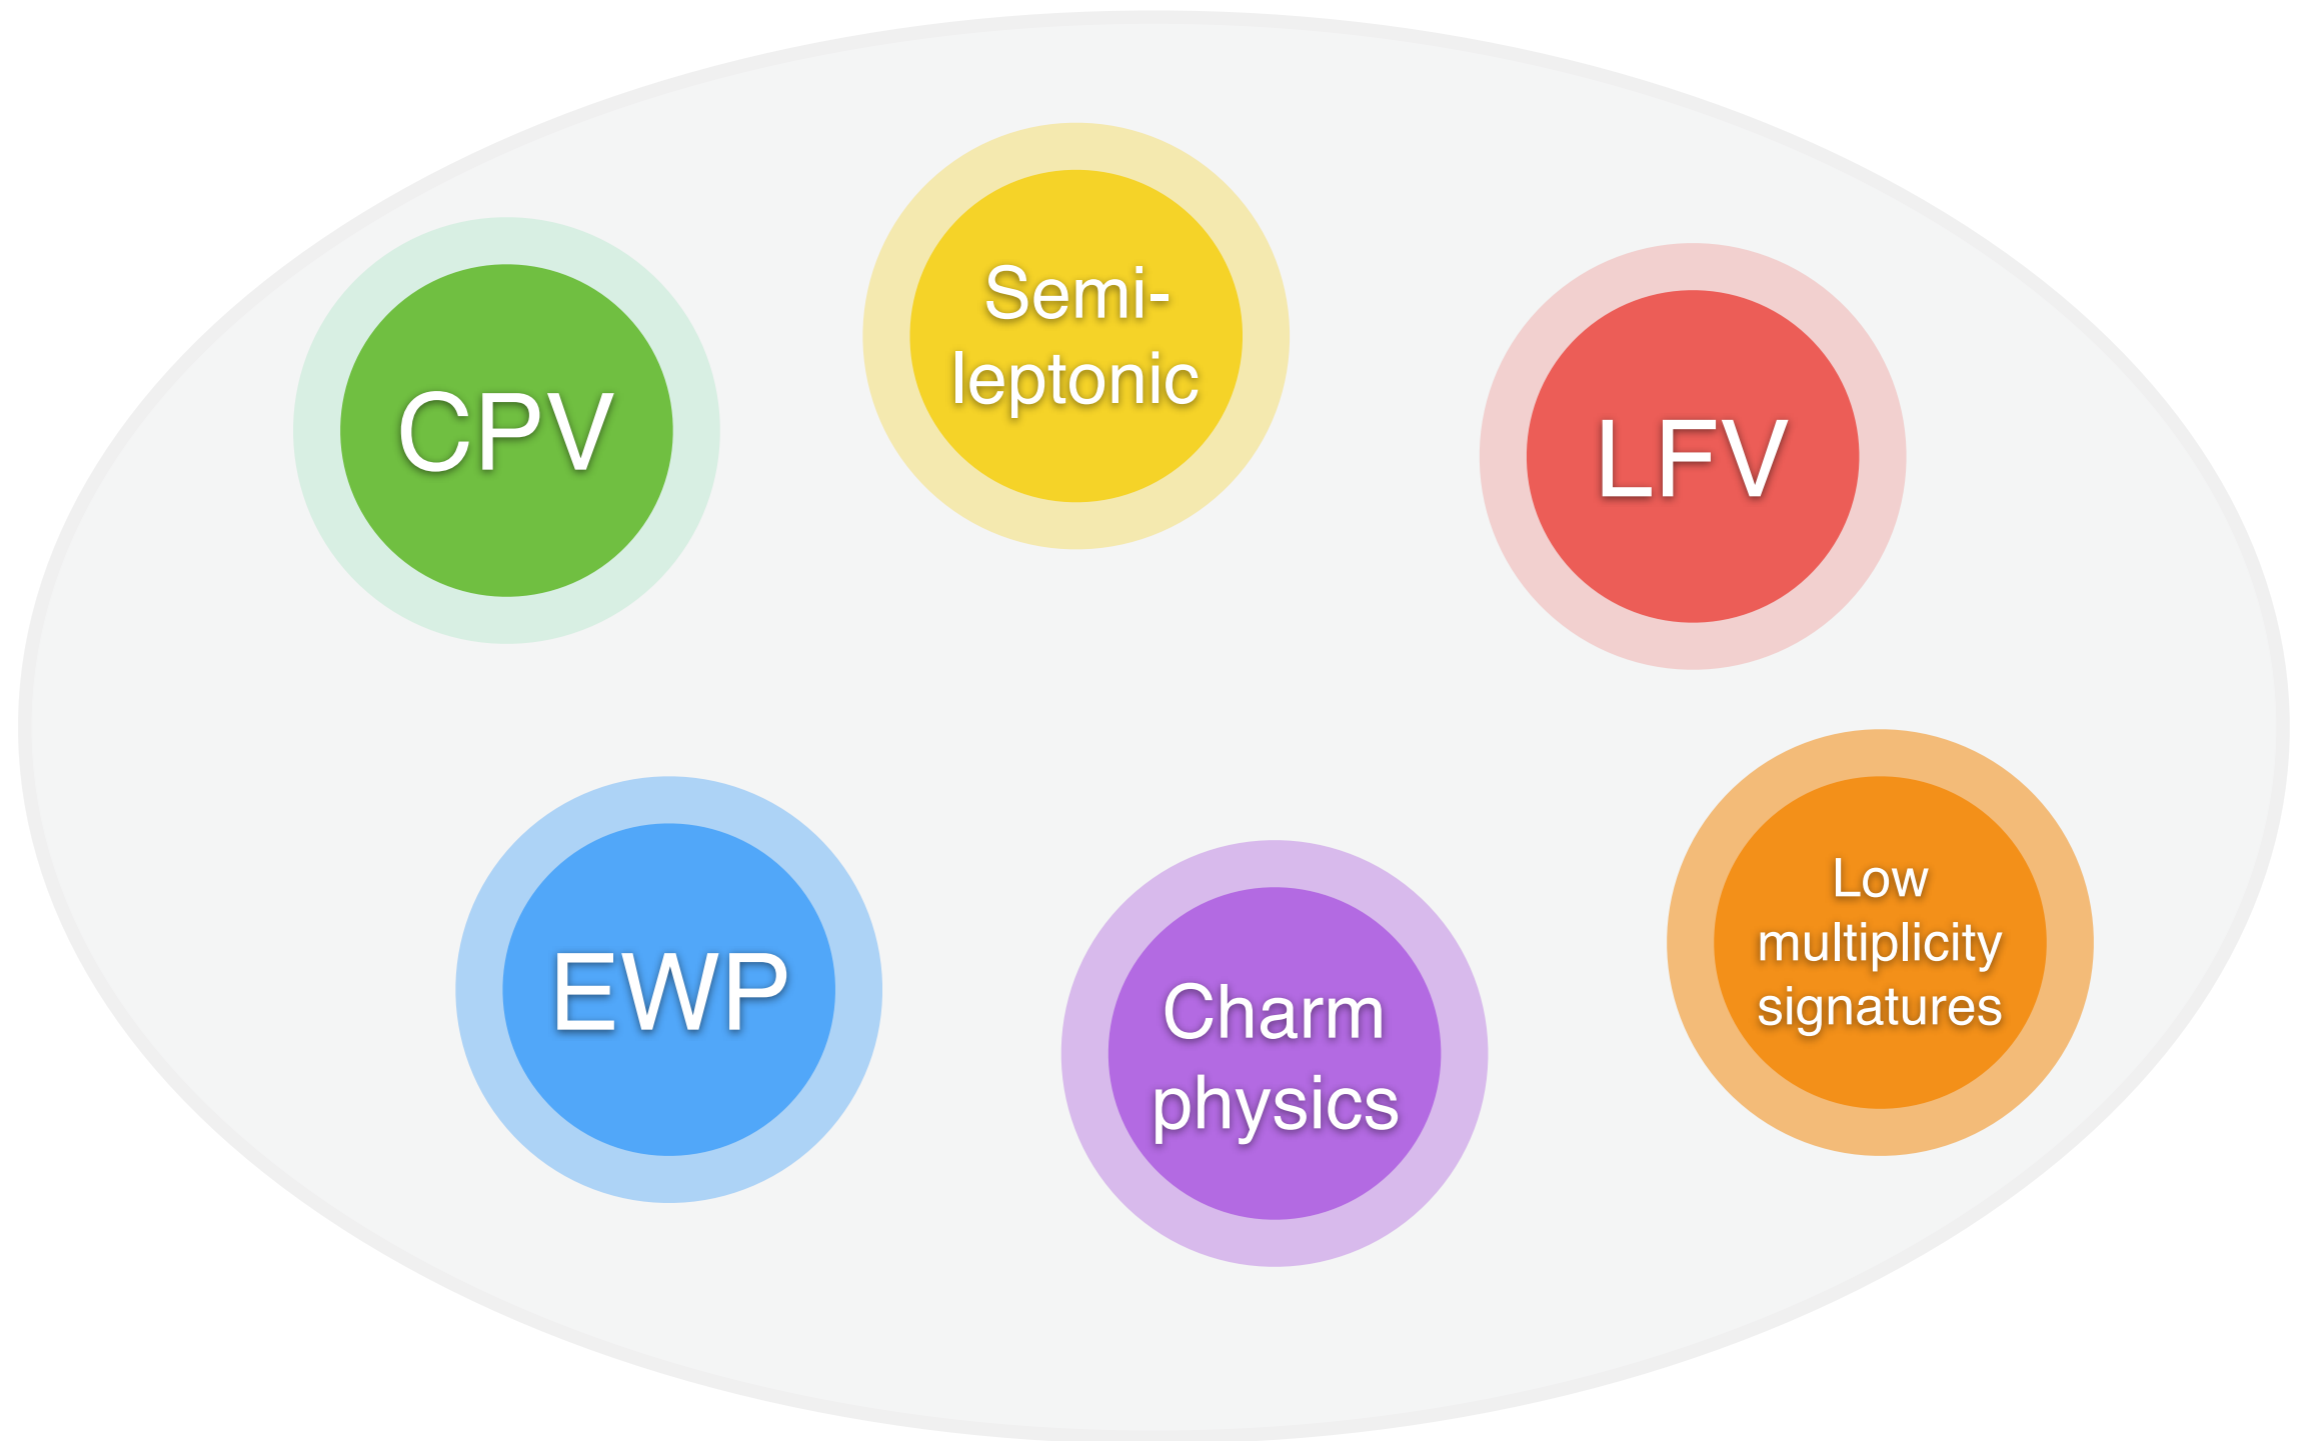 CPV
Semi-
leptonic
LFV
EWP
Charm
physics
Low
multiplicity
signatures